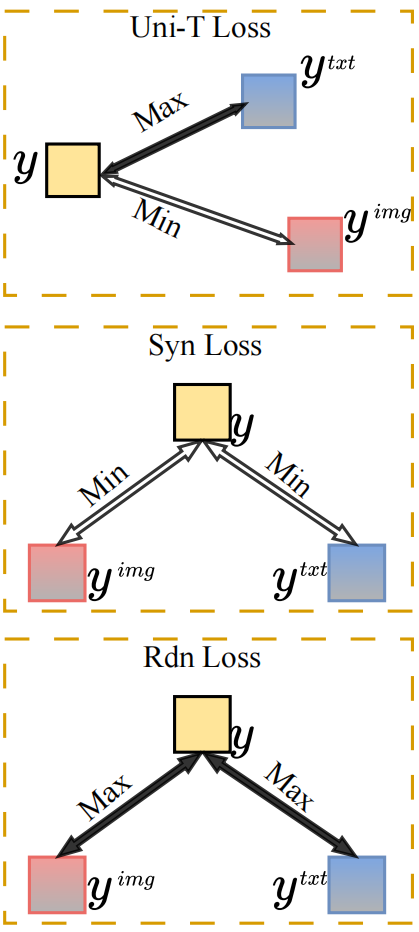 Uni-T Loss
y^{txt}
Max
y
Min
y^{img}
Syn Loss
y
Min
Min
y^{img}
y^{txt}
Rdn Loss
y
Max
Max
y^{img}
y^{txt}